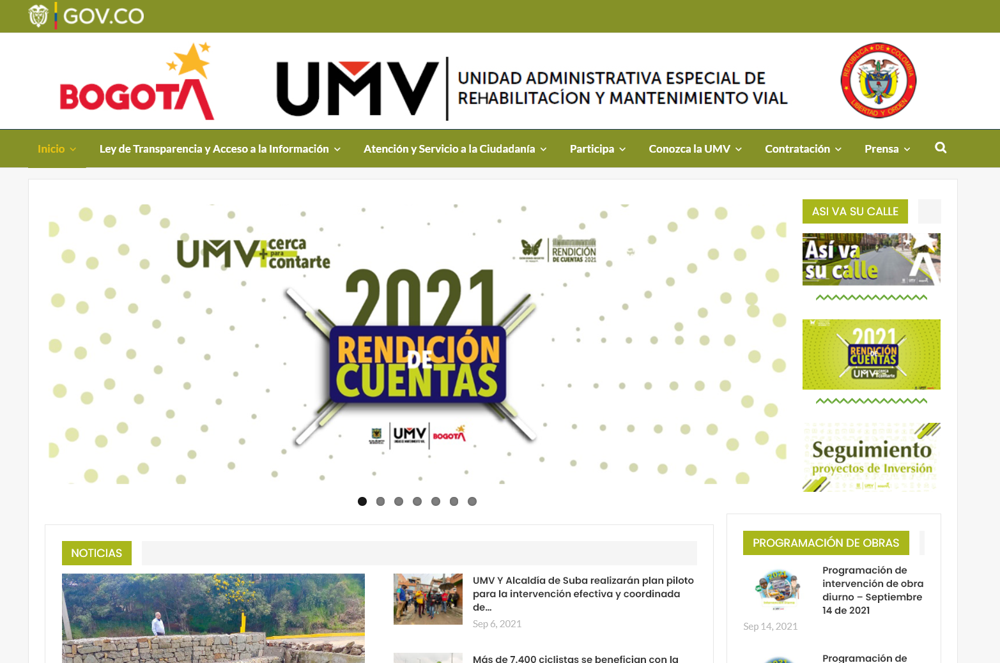 GOV.CO
BOGOTÁ
UMV
UNIDAD ADMINISTRATIVA ESPECIAL DE
REHABILITACÍON Y MANTENIMIENTO VIAL
REPUBLICA DE COLOMBIA
LIBERTAD Y ORDEN
Inicio
Ley de Transparencia y Acceso a la Información
Atención y Servicio a la Ciudadanía
Participa
Conozca la UMV
Contratación
Prensa
UMV+cerca
para
contarte
RENDICIÓN
DE CUENTAS 2021
2021
RENDICIÓN
DE
CUENTAS
UMV
BOGOTÁ
ASI VA SU CALLE
Así va
su calle
2021
RENDICIÓN
DE
CUENTAS
UMV+cerca
para
contarte
Seguimiento
proyectos de Inversión
NOTICIAS
UMV Y Alcaldía de Suba realizarán plan piloto
para la intervención efectiva y coordinada
de...
Sep 6, 2021
Más de 7.400 ciclistas se benefician con la
PROGRAMACIÓN DE OBRAS
2021
Intervención diurna
Programación de
intervención de obra
diurno – Septiembre
14 de 2021
Sep 14, 2021
2021
Programación de